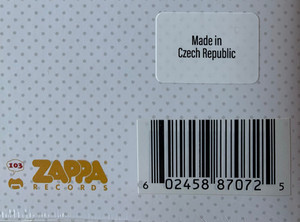 Made in
Czech Republic
103
ZAPPA
RECORDS
6 02458 87072 5